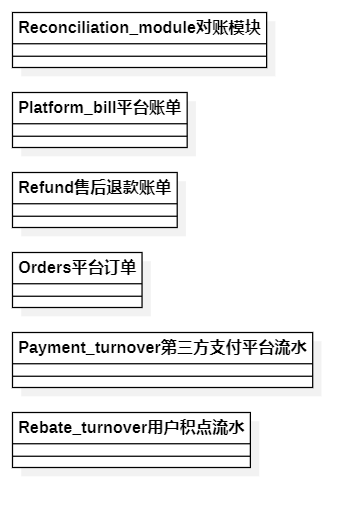 Reconciliation_module对账模块
Platform_bill平台账单
Refund售后退款账单
Orders平台订单
Payment_turnover第三方支付平台流水
Rebate_turnover用户积点流水